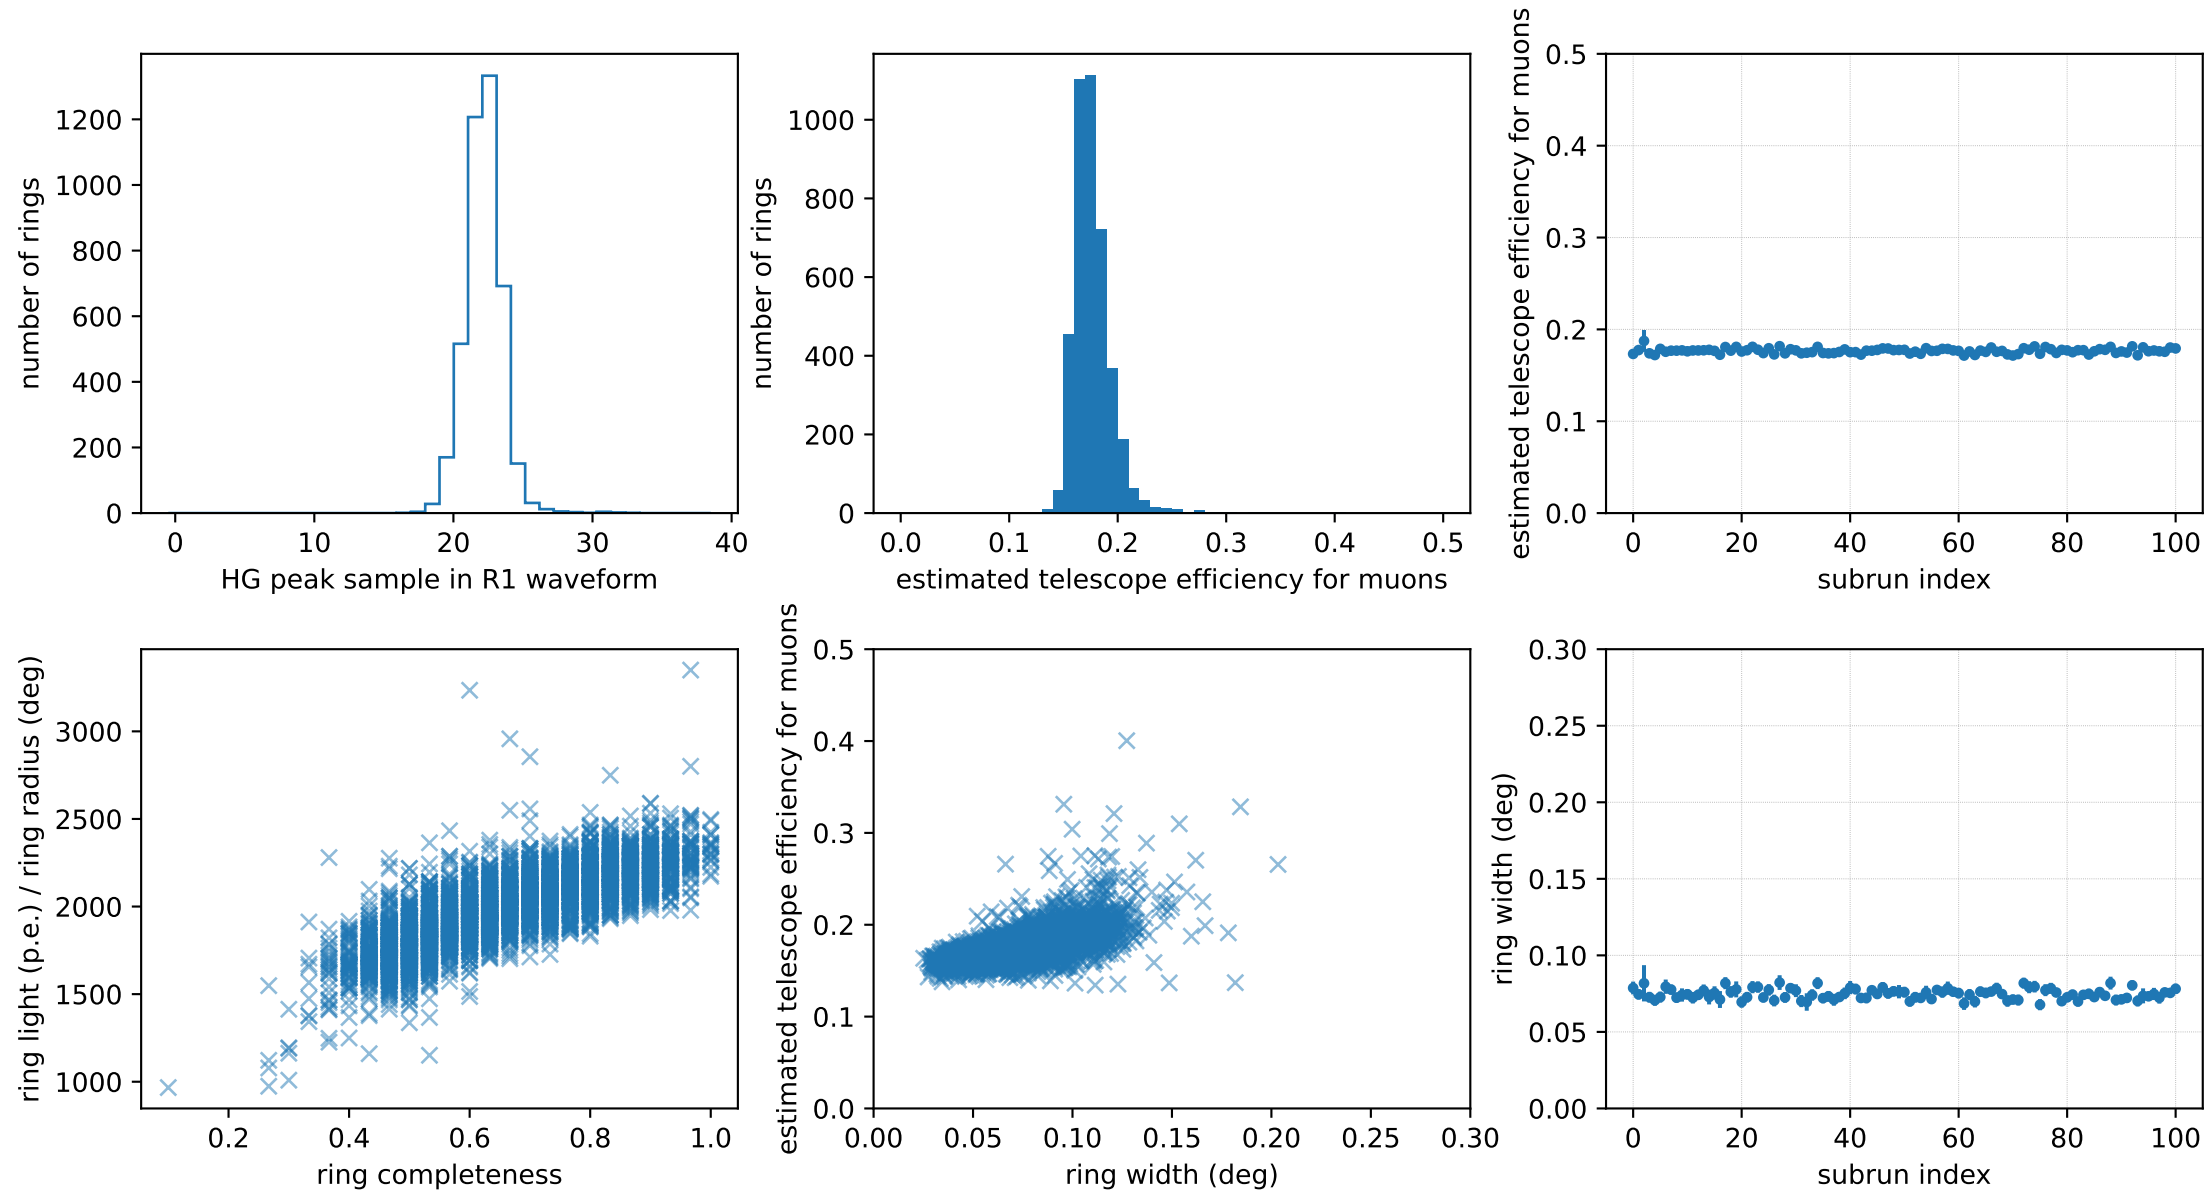 1200
1000
800
600
400
200
0
number of rings
0 10 20 30 40
HG peak sample in R1 waveform
1000
800
600
400
200
0
number of rings
0.0 0.1 0.2 0.3 0.4 0.5
estimated telescope efficiency for muons
0.5
0.4
0.3
0.2
0.1
0.0
estimated telescope efficiency for muons
0 20 40 60 80 100
subrun index
3000
2500
2000
1500
1000
ring light (p.e.) / ring radius (deg)
0.2 0.4 0.6 0.8 1.0
ring completeness
0.5
0.4
0.3
0.2
0.1
0.0
estimated telescope efficiency for muons
0.00 0.05 0.10 0.15 0.20 0.25 0.30
ring width (deg)
0.30
0.25
0.20
0.15
0.10
0.05
0.00
ring width (deg)
0 20 40 60 80 100
subrun index